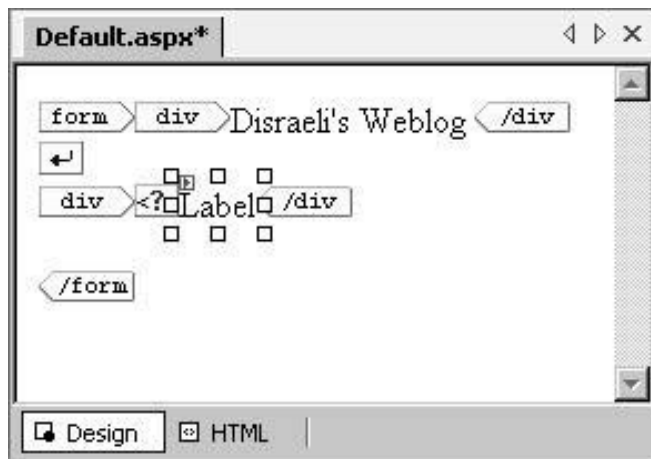 Default.aspx*
form div Disraeli's Weblog /div
div <? Label /div
/form
Design HTML